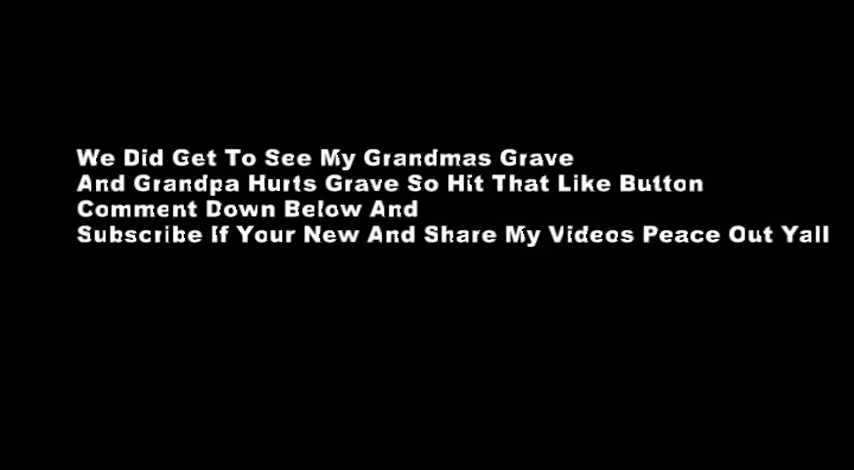 We Did Get To See My Grandmas Grave
And Grandpa Hurts Grave So Hit That Like Button
Comment Down Below And
Subscribe If Your New And Share My Videos Peace Out Yall